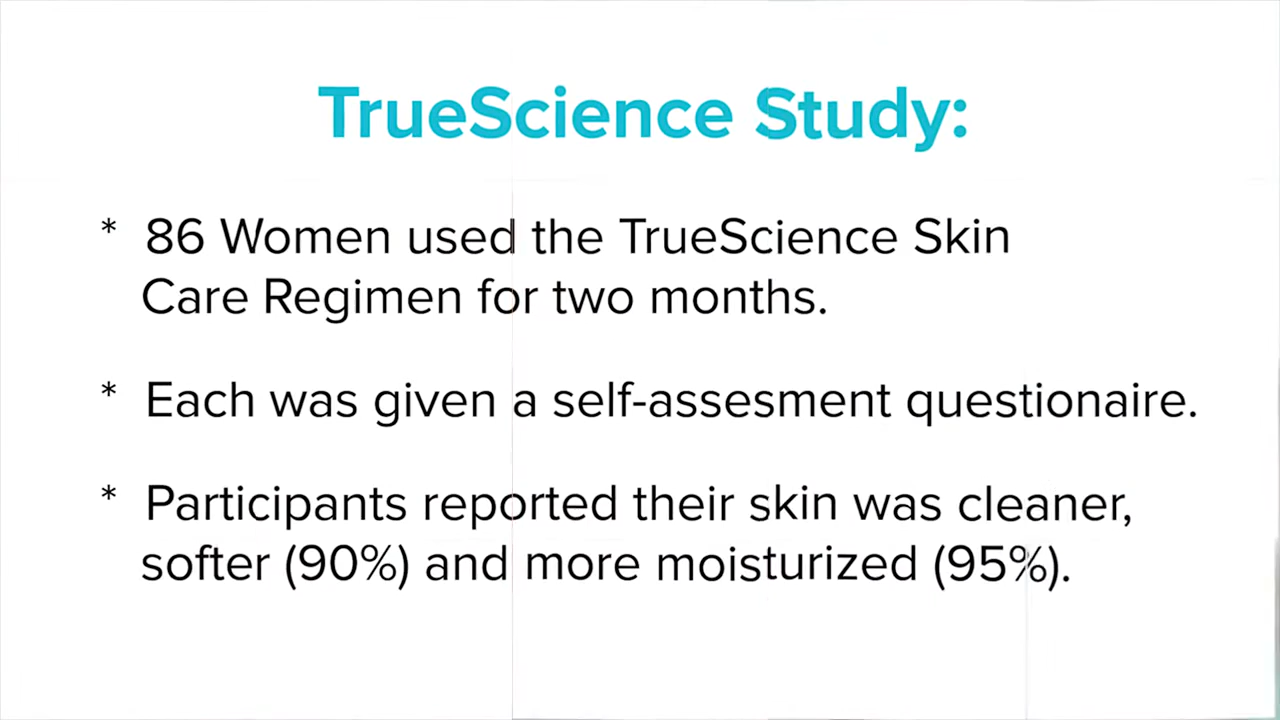 TrueScience Study:
* 86 Women used the TrueScience Skin
Care Regimen for two months.
* Each was given a self-assesment questionaire.
* Participants reported their skin was cleaner,
softer (90%) and more moisturized (95%).